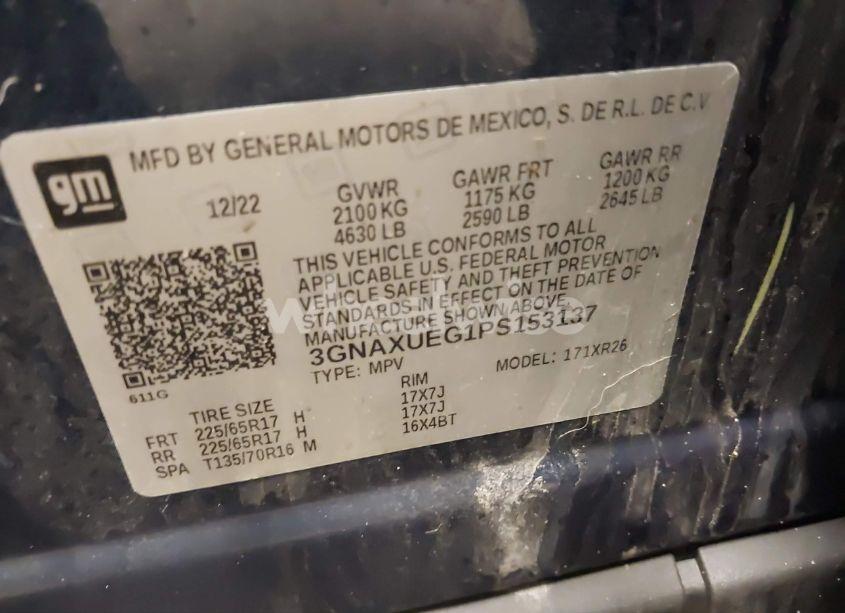 MFD BY GENERAL MOTORS DE MEXICO, S. DE R.L. DE C.V
gm
12/22
GVWR
2100 KG
4630 LB
GAWR FRT
1175 KG
2590 LB
GAWR RR
1200 KG
2645 LB
THIS VEHICLE CONFORMS TO ALL
APPLICABLE U.S. FEDERAL MOTOR
VEHICLE SAFETY AND THEFT PREVENTION
STANDARDS IN EFFECT ON THE DATE OF
MANUFACTURE SHOWN ABOVE.
3GNAXUEG1PS153137
TYPE: MPV
MODEL: 171XR26
611G
TIRE SIZE
RIM
FRT 225/65R17 H 17X7J
RR 225/65R17 H 17X7J
SPA T135/70R16 M 16X4BT